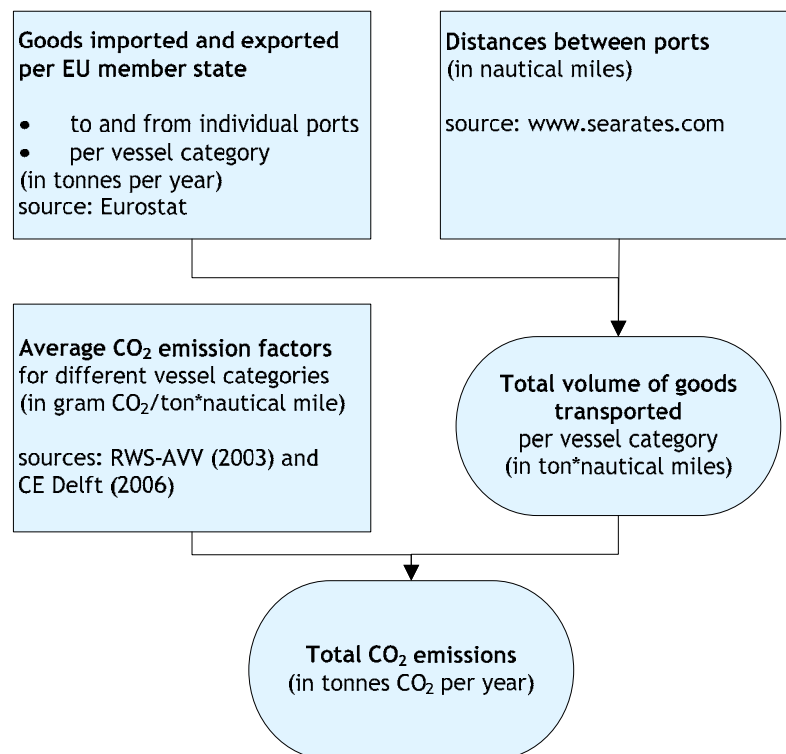 Goods imported and exported
per EU member state
• to and from individual ports
• per vessel category
(in tonnes per year)
source: Eurostat
Distances between ports
(in nautical miles)
source: www.searates.com
Average CO₂ emission factors
for different vessel categories
(in gram CO₂/ton*nautical mile)
sources: RWS-AVV (2003) and
CE Delft (2006)
Total volume of goods
transported
per vessel category
(in ton*nautical miles)
Total CO₂ emissions
(in tonnes CO₂ per year)